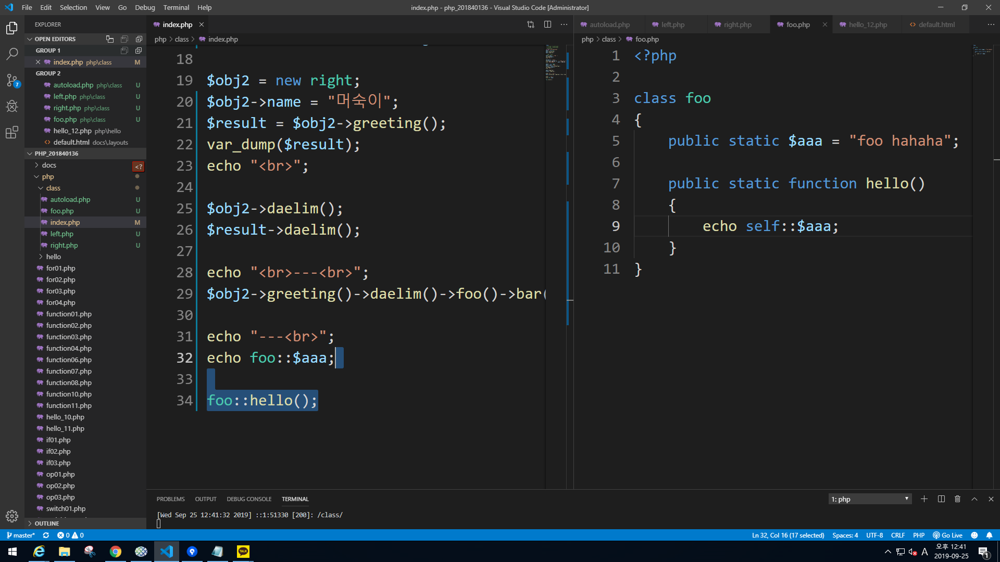 File Edit Selection View Go Debug Terminal Help
index.php - php_201840136 - Visual Studio Code [Administrator]
EXPLORER
OPEN EDITORS
GROUP 1
index.php php\class M
GROUP 2
autoload.php php\class U
left.php php\class U
right.php php\class U
foo.php php\class U
hello_12.php php\hello
default.html docs\.layouts
PHP_201840136
docs
<?
php
class
autoload.php U
foo.php U
index.php M
left.php U
right.php U
hello
for01.php
for02.php
for03.php
for04.php
function01.php
function02.php
function03.php
function04.php
function06.php
function07.php
function08.php
function10.php
function11.php
hello_10.php
hello_11.php
if01.php
if02.php
if03.php
op01.php
op02.php
op03.php
switch01.php
OUTLINE
7
index.php
php > class > index.php
18
19 $obj2 = new right;
20 $obj2->name = "머숙이";
21 $result = $obj2->greeting();
22 var_dump($result);
23 echo "<br>";
24
25 $obj2->daelim();
26 $result->daelim();
27
28 echo "<br>---<br>";
29 $obj2->greeting()->daelim()->foo()->bar(
30
31 echo "---<br>";
32 echo foo::$aaa;
33
34 foo::hello();
autoload.php left.php right.php foo.php hello_12.php default.html
php > class > foo.php
1 <?php
2
3 class foo
4 {
5 public static $aaa = "foo hahaha";
6
7 public static function hello()
8 {
9 echo self::$aaa;
10 }
11 }
PROBLEMS OUTPUT DEBUG CONSOLE TERMINAL
1: php
[Wed Sep 25 12:41:32 2019] ::1:51330 [200]: /class/
master* 0 0
Ln 32, Col 16 (17 selected) Spaces: 4 UTF-8 CRLF PHP Go Live
TALK
A
오후 12:41
2019-09-25
1